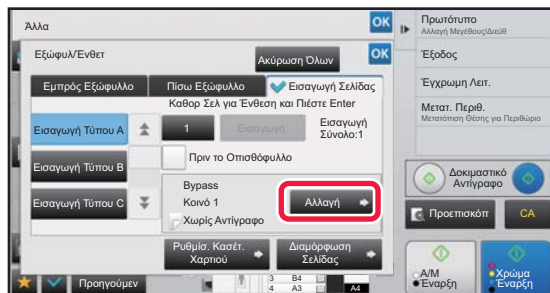 Άλλα
OK
Εξώφυλ/Ένθετ
Ακύρωση Όλων
OK
Εμπρός Εξώφυλλο
Πίσω Εξώφυλλο
Εισαγωγή Σελίδας
Καθορ Σελ για Ένθεση και Πιέστε Enter
Εισαγωγή Τύπου A
1
Εισαγωγή
Εισαγωγή
Σύνολο:1
Εισαγωγή Τύπου B
Πριν το Οπισθόφυλλο
Εισαγωγή Τύπου C
Bypass
Κοινό 1
Χωρίς Αντίγραφο
Αλλαγή
Ρυθμίσ. Κασέτ.
Χαρτιού
Διαμόρφωση
Σελίδας
Προηγούμεν
3 B4
4 A3
A4
Πρωτότυπο
Αλλαγή Μεγέθους/Διεύθ
Έξοδος
Έγχρωμη Λειτ.
Μετατ. Περιθ.
Μετατόπιση Θέσης για Περιθώριο
Δοκιμαστικό
Αντίγραφο
Προεπισκόπ
CA
Α/Μ
Έναρξη
Χρώμα
Έναρξη